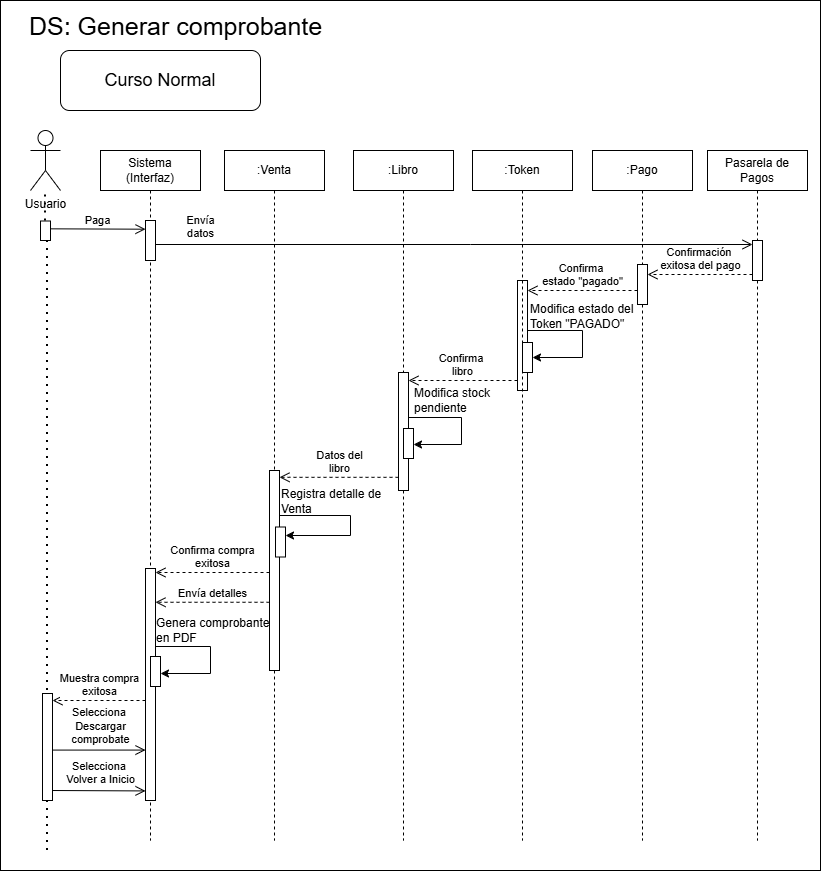 DS: Generar comprobante
Curso Normal
Usuario
Sistema
(Interfaz)
:Venta
:Libro
:Token
:Pago
Pasarela de
Pagos
Paga
Envía
datos
Confirmación
exitosa del pago
Confirma
estado "pagado"
Modifica estado del
Token "PAGADO"
Confirma
libro
Modifica stock
pendiente
Datos del
libro
Registra detalle de
Venta
Confirma compra
exitosa
Envía detalles
Genera comprobante
en PDF
Muestra compra
exitosa
Selecciona
Descargar
comprobate
Selecciona
Volver a Inicio